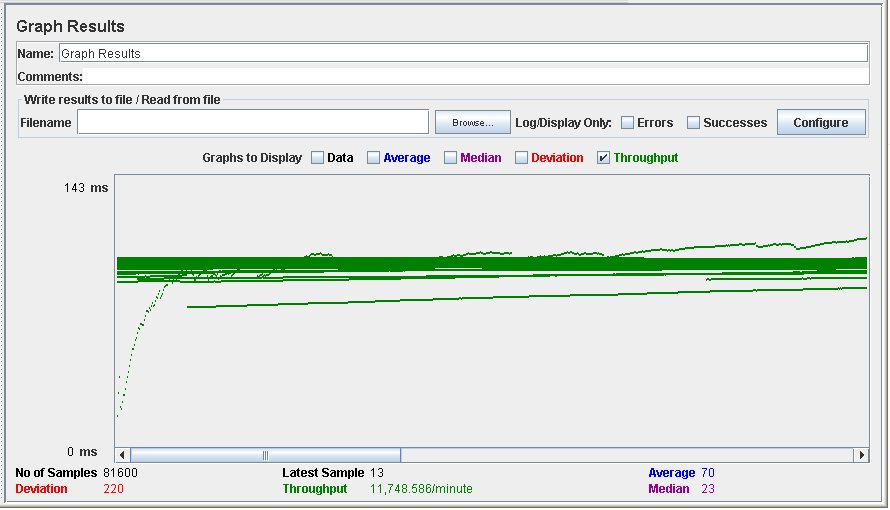 Graph Results
Name: Graph Results
Comments:
Write results to file / Read from file
Filename Browse... Log/Display Only: Errors Successes Configure
Graphs to Display Data Average Median Deviation Throughput
143 ms
0 ms
No of Samples 81600 Latest Sample 13 Average 70
Deviation 220 Throughput 11,748.586/minute Median 23